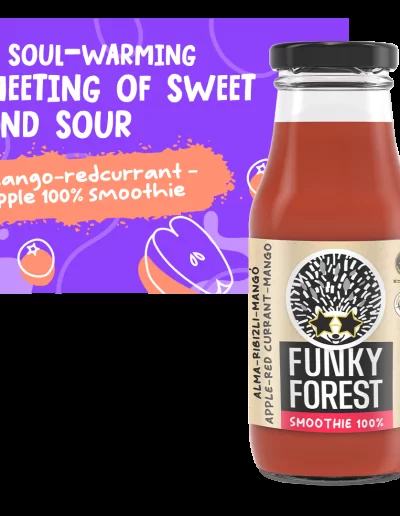 SOUL-WARMING
MEETING OF SWEET
AND SOUR
mango-redcurrant-
apple 100% smoothie
ALMA-RIBIZLI-MANGÓ
APPLE-RED CURRANT-MANGO
FUNKY
FOREST
SMOOTHIE 100%